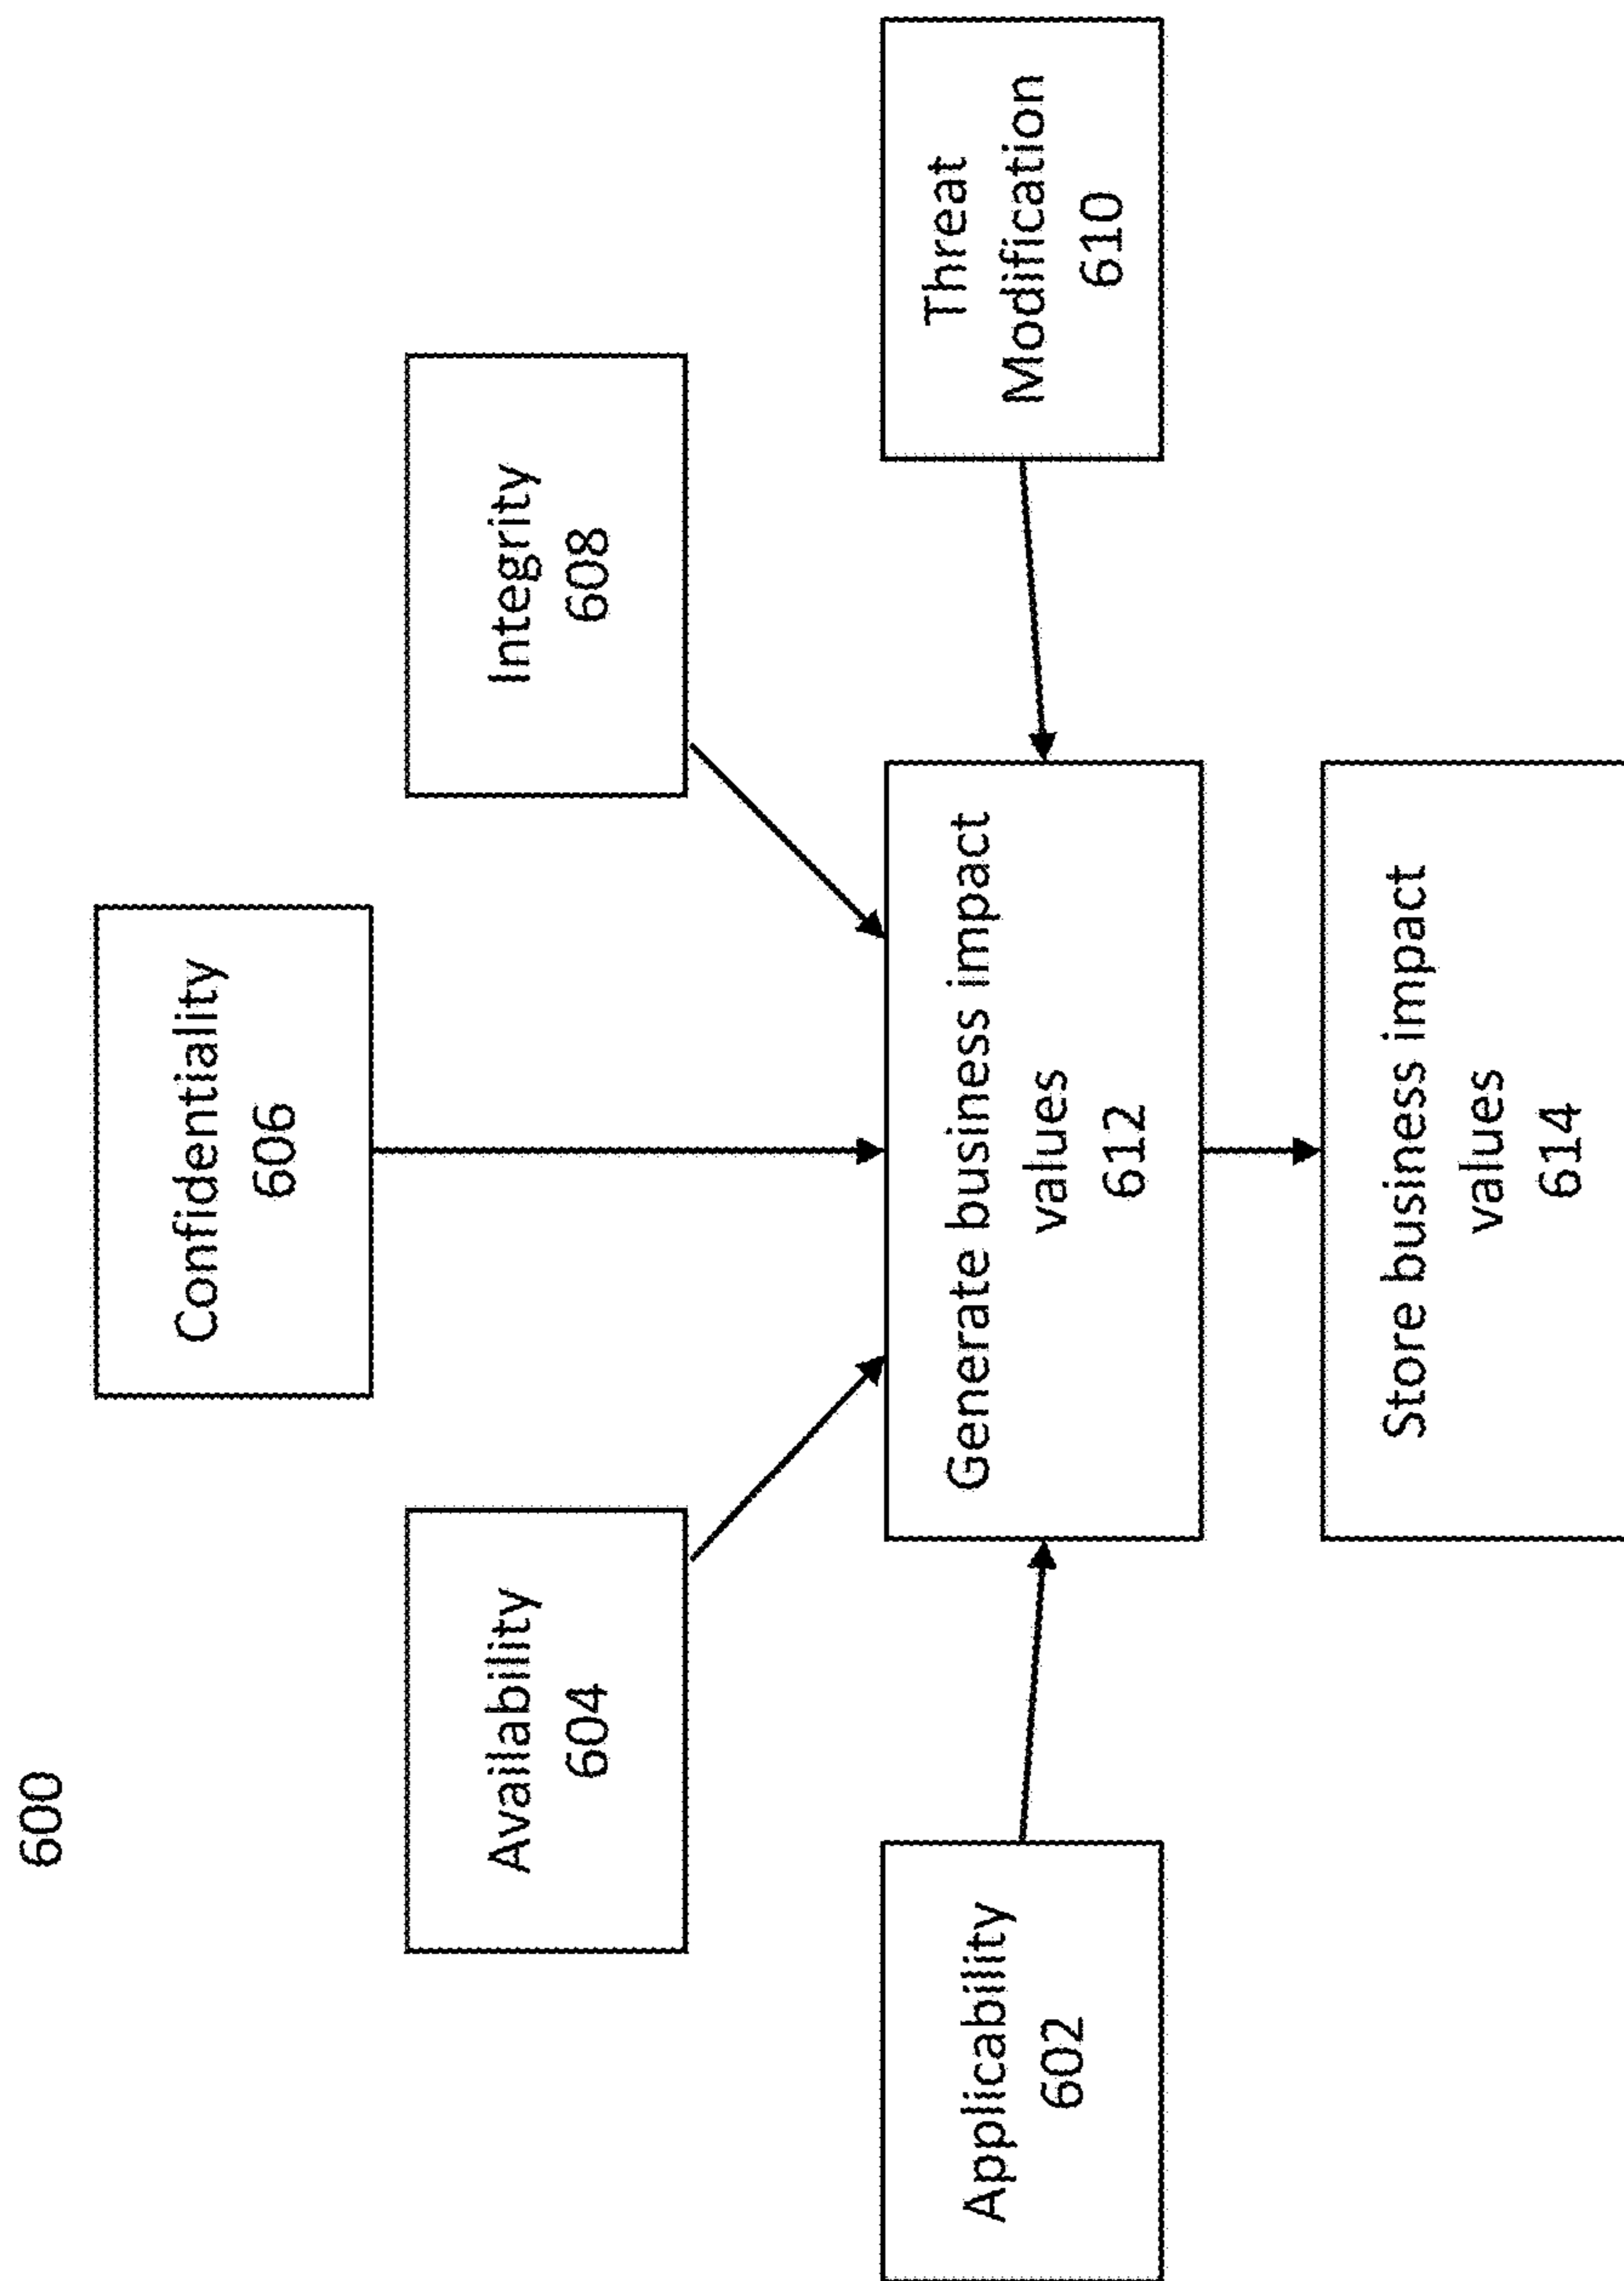 600
Confidentiality
606
Availability
604
Integrity
608
Applicability
602
Generate business impact
values
612
Threat
Modification
610
Store business impact
values
614